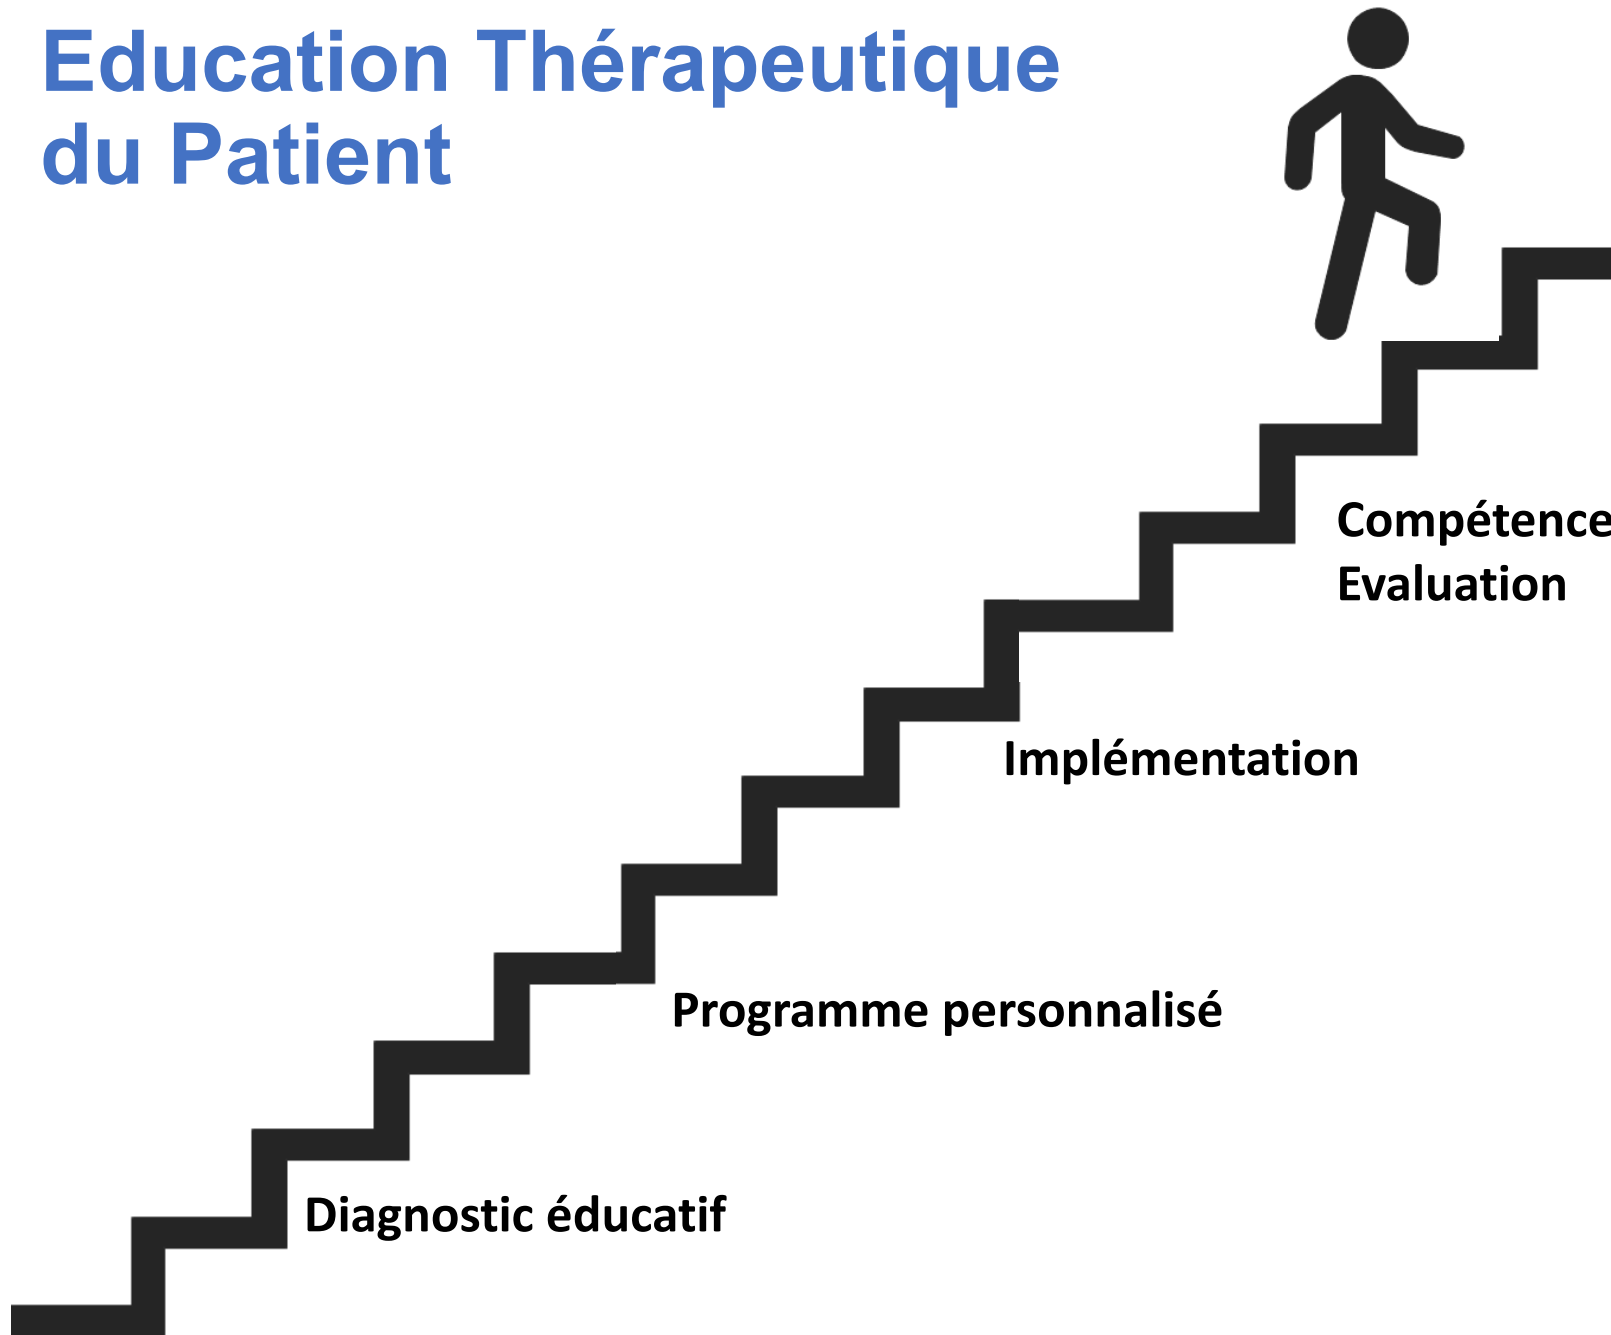 Education Thérapeutique
du Patient
Compétence
Evaluation
Implémentation
Programme personnalisé
Diagnostic éducatif